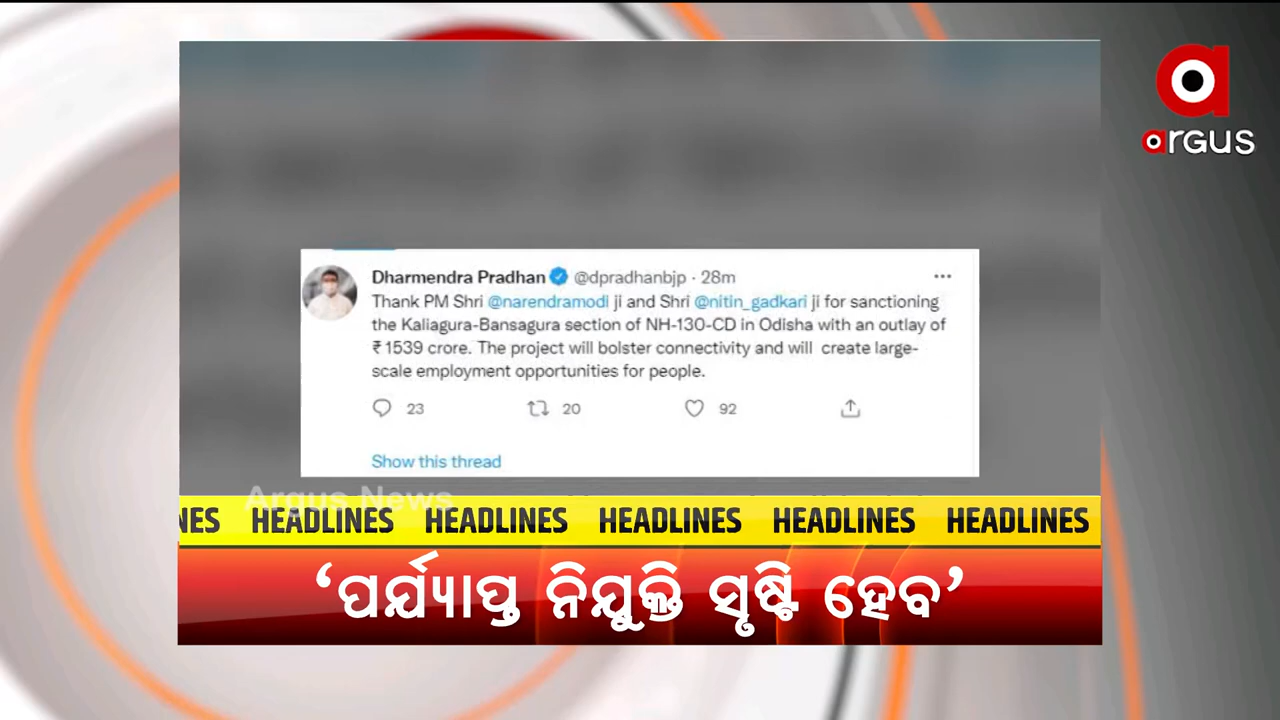 argus
Dharmendra Pradhan @dpradhanbjp · 28m
Thank PM Shri @narendramodi ji and Shri @nitin_gadkari ji for sanctioning
the Kaliagura-Bansagura section of NH-130-CD in Odisha with an outlay of
₹ 1539 crore. The project will bolster connectivity and will create large-
scale employment opportunities for people.
23 20 92
Show this thread
Argus News
NES HEADLINES HEADLINES HEADLINES HEADLINES HEADLINES
‘ପର୍ଯ୍ୟାପ୍ତ ନିଯୁକ୍ତି ସୃଷ୍ଟି ହେବ’